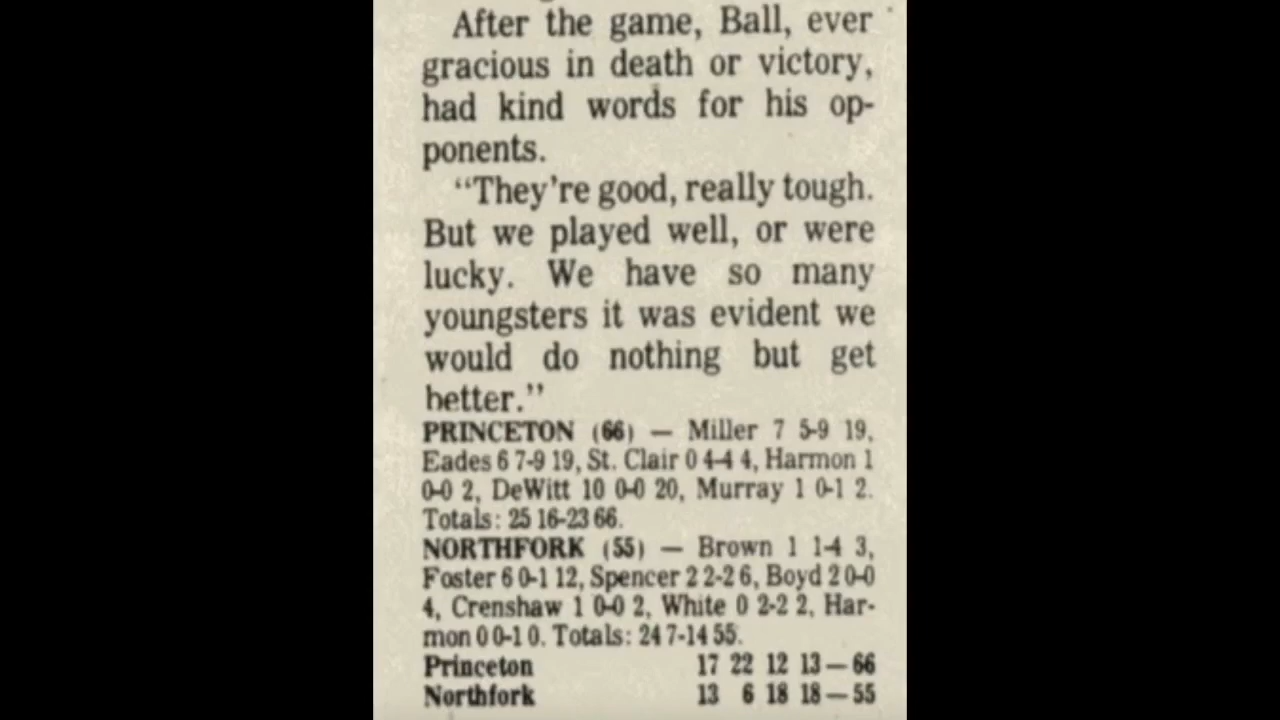 After the game, Ball, ever
gracious in death or victory,
had kind words for his op-
ponents.
"They're good, really tough.
But we played well, or were
lucky. We have so many
youngsters it was evident we
would do nothing but get
better."
PRINCETON (66) — Miller 7 5-9 19,
Eades 6 7-9 19, St. Clair 0 4-4 4, Harmon 1
0-0 2, DeWitt 10 0-0 20, Murray 1 0-1 2.
Totals: 25 16-23 66.
NORTHFORK (55) — Brown 1 1-4 3,
Foster 6 0-1 12, Spencer 2 2-2 6, Boyd 2 0-0
4, Crenshaw 1 0-0 2, White 0 2-2 2, Har-
mon 0 0-1 0. Totals: 24 7-14 55.
Princeton 17 22 12 13 — 66
Northfork 13 6 18 18 — 55